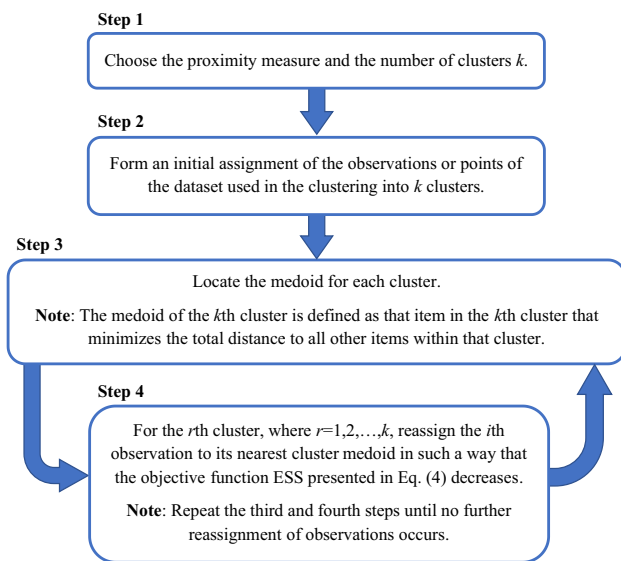 Step 1
Choose the proximity measure and the number of clusters k.
Step 2
Form an initial assignment of the observations or points of
the dataset used in the clustering into k clusters.
Step 3
Locate the medoid for each cluster.
Note: The medoid of the kth cluster is defined as that item in the kth cluster that
minimizes the total distance to all other items within that cluster.
Step 4
For the rth cluster, where r=1,2,…,k, reassign the ith
observation to its nearest cluster medoid in such a way that
the objective function ESS presented in Eq. (4) decreases.
Note: Repeat the third and fourth steps until no further
reassignment of observations occurs.